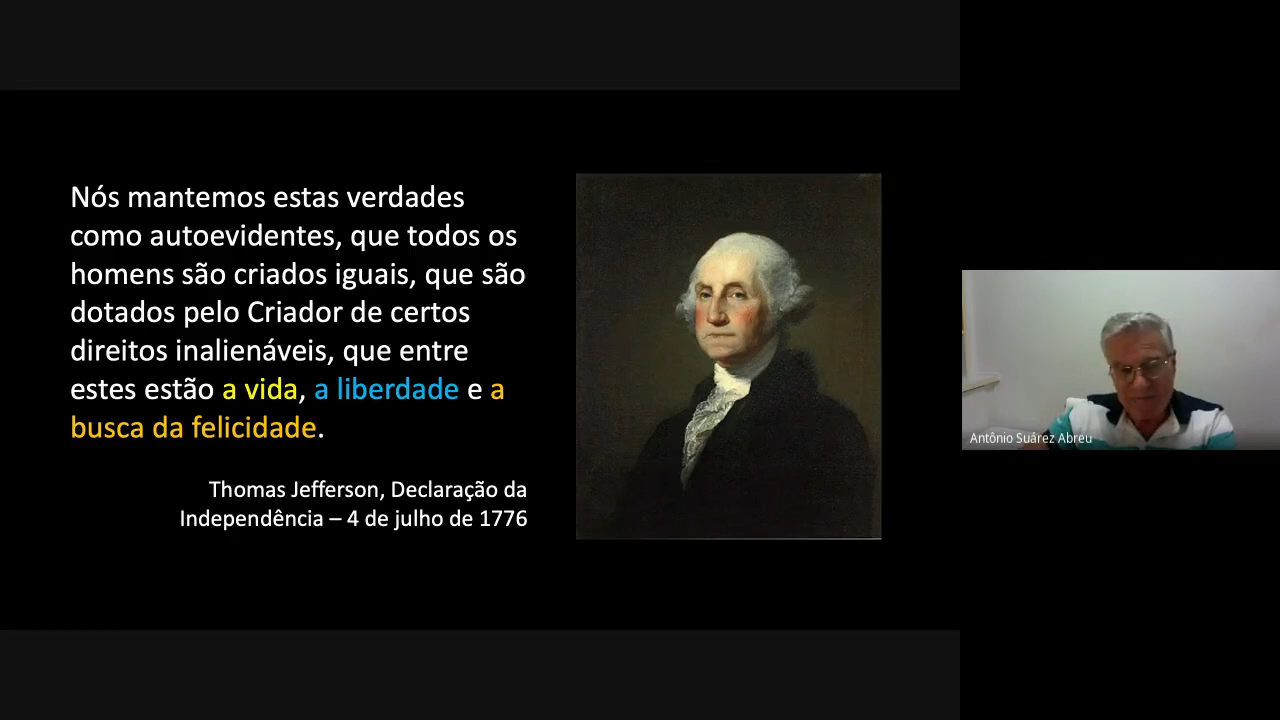 Nós mantemos estas verdades
como autoevidentes, que todos os
homens são criados iguais, que são
dotados pelo Criador de certos
direitos inalienáveis, que entre
estes estão a vida, a liberdade e a
busca da felicidade.
Thomas Jefferson, Declaração da
Independência – 4 de julho de 1776
Antônio Suárez Abreu